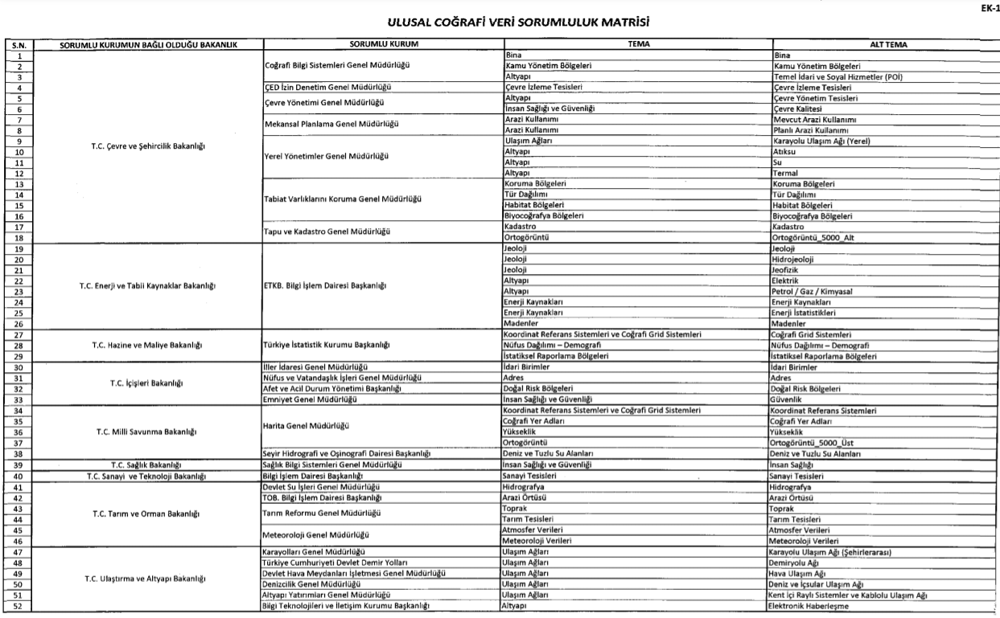 EK-1
ULUSAL COĞRAFİ VERİ SORUMLULUK MATRİSİ
S.N. SORUMLU KURUMUN BAĞLI OLDUĞU BAKANLIK SORUMLU KURUM TEMA ALT TEMA
1 Bina Bina
2 Coğrafi Bilgi Sistemleri Genel Müdürlüğü Kamu Yönetim Bölgeleri Kamu Yönetim Bölgeleri
3 Altyapı Temel İdari ve Soyal Hizmetler (POİ)
4 ÇED İzin Denetim Genel Müdürlüğü Çevre İzleme Tesisleri Çevre İzleme Tesisleri
5 Çevre Yönetimi Genel Müdürlüğü Altyapı Çevre Yönetim Tesisleri
6 İnsan Sağlığı ve Güvenliği Çevre Kalitesi
7 Mekansal Planlama Genel Müdürlüğü Arazi Kullanımı Mevcut Arazi Kullanımı
8 Arazi Kullanımı Planlı Arazi Kullanımı
9 T.C. Çevre ve Şehircilik Bakanlığı Ulaşım Ağları Karayolu Ulaşım Ağı (Yerel)
10 Yerel Yönetimler Genel Müdürlüğü Altyapı Atıksu
11 Altyapı Su
12 Altyapı Termal
13 Koruma Bölgeleri Koruma Bölgeleri
14 Tabiat Varlıklarını Koruma Genel Müdürlüğü Tür Dağılımı Tür Dağılımı
15 Habitat Bölgeleri Habitat Bölgeleri
16 Biyocoğrafya Bölgeleri Biyocoğrafya Bölgeleri
17 Tapu ve Kadastro Genel Müdürlüğü Kadastro Kadastro
18 Ortogörüntü Ortogörüntü_5000_Alt
19 Jeoloji Jeoloji
20 Jeoloji Hidrojeoloji
21 Jeoloji Jeofizik
22 T.C. Enerji ve Tabii Kaynaklar Bakanlığı ETKB. Bilgi İşlem Dairesi Başkanlığı Altyapı Elektrik
23 Altyapı Petrol / Gaz / Kimyasal
24 Enerji Kaynakları Enerji Kaynakları
25 Enerji Kaynakları Enerji İstatistikleri
26 Madenler Madenler
27 Koordinat Referans Sistemleri ve Coğrafi Grid Sistemleri Coğrafi Grid Sistemleri
28 T.C. Hazine ve Maliye Bakanlığı Türkiye İstatistik Kurumu Başkanlığı Nüfus Dağılımı – Demografi Nüfus Dağılımı – Demografi
29 İstatiksel Raporlama Bölgeleri İstatiksel Raporlama Bölgeleri
30 İller İdaresi Genel Müdürlüğü İdari Birimler İdari Birimler
31 T.C. İçişleri Bakanlığı Nüfus ve Vatandaşlık İşleri Genel Müdürlüğü Adres Adres
32 Afet ve Acil Durum Yönetimi Başkanlığı Doğal Risk Bölgeleri Doğal Risk Bölgeleri
33 Emniyet Genel Müdürlüğü İnsan Sağlığı ve Güvenliği Güvenlik
34 Koordinat Referans Sistemleri ve Coğrafi Grid Sistemleri Koordinat Referans Sistemleri
35 Harita Genel Müdürlüğü Coğrafi Yer Adları Coğrafi Yer Adları
36 T.C. Milli Savunma Bakanlığı Yükseklik Yükseklik
37 Ortogörüntü Ortogörüntü_5000_Üst
38 Seyir Hidrografi ve Oşinografi Dairesi Başkanlığı Deniz ve Tuzlu Su Alanları Deniz ve Tuzlu Su Alanları
39 T.C. Sağlık Bakanlığı Sağlık Bilgi Sistemleri Genel Müdürlüğü İnsan Sağlığı ve Güvenliği İnsan Sağlığı
40 T.C. Sanayi ve Teknoloji Bakanlığı Bilgi İşlem Dairesi Başkanlığı Sanayi Tesisleri Sanayi Tesisleri
41 Devlet Su İşleri Genel Müdürlüğü Hidrografya Hidrografya
42 TOB. Bilgi İşlem Dairesi Başkanlığı Arazi Örtüsü Arazi Örtüsü
43 T.C. Tarım ve Orman Bakanlığı Tarım Reformu Genel Müdürlüğü Toprak Toprak
44 Tarım Tesisleri Tarım Tesisleri
45 Meteoroloji Genel Müdürlüğü Atmosfer Verileri Atmosfer Verileri
46 Meteoroloji Verileri Meteoroloji Verileri
47 Karayolları Genel Müdürlüğü Ulaşım Ağları Karayolu Ulaşım Ağı (Şehirlerarası)
48 Türkiye Cumhuriyeti Devlet Demir Yolları Ulaşım Ağları Demiryolu Ağı
49 T.C. Ulaştırma ve Altyapı Bakanlığı Devlet Hava Meydanları İşletmesi Genel Müdürlüğü Ulaşım Ağları Hava Ulaşım Ağı
50 Denizcilik Genel Müdürlüğü Ulaşım Ağları Deniz ve İçsular Ulaşım Ağı
51 Altyapı Yatırımları Genel Müdürlüğü Ulaşım Ağları Kent İçi Raylı Sistemler ve Kablolu Ulaşım Ağı
52 Bilgi Teknolojileri ve İletişim Kurumu Başkanlığı Altyapı Elektronik Haberleşme